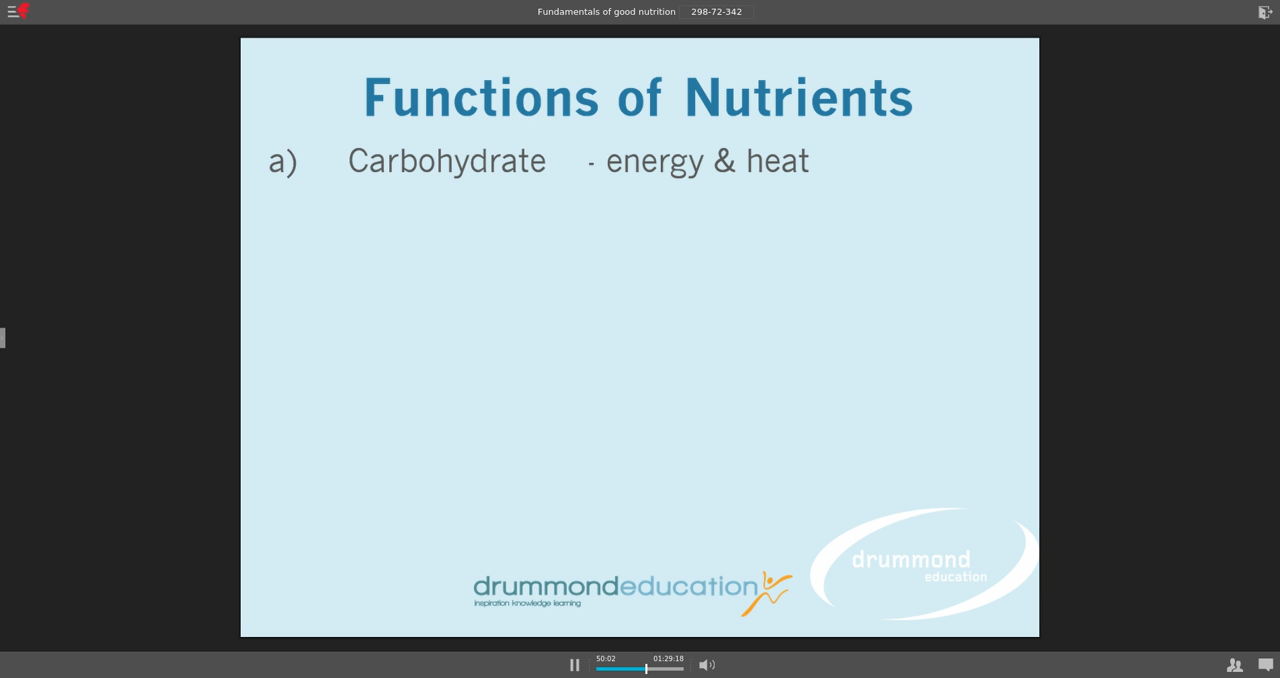 Fundamentals of good nutrition 298-72-342
Functions of Nutrients
a) Carbohydrate - energy & heat
drummond
education
drummondeducation
inspiration knowledge learning
50:02 01:29:18